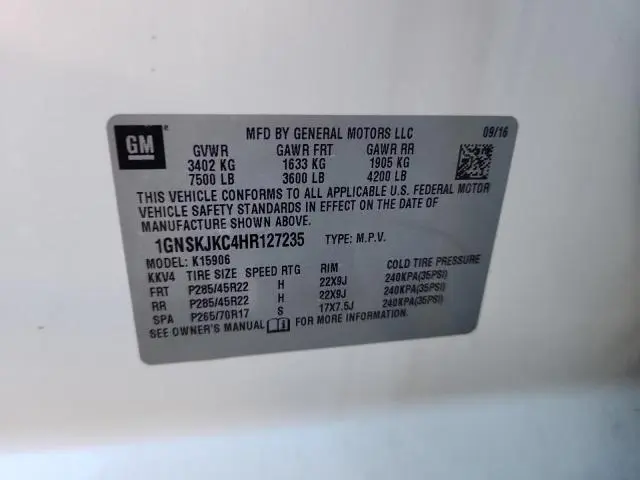 GM
MFD BY GENERAL MOTORS LLC 09/16
GVWR GAWR FRT GAWR RR
3402 KG 1633 KG 1905 KG
7500 LB 3600 LB 4200 LB
THIS VEHICLE CONFORMS TO ALL APPLICABLE U.S. FEDERAL MOTOR
VEHICLE SAFETY STANDARDS IN EFFECT ON THE DATE OF
MANUFACTURE SHOWN ABOVE.
1GNSKJKC4HR127235 TYPE: M.P.V.
MODEL: K15906
KKV4 TIRE SIZE SPEED RTG RIM COLD TIRE PRESSURE
FRT P285/45R22 H 22X9J 240KPA(35PSI)
RR P285/45R22 H 22X9J 240KPA(35PSI)
SPA P265/70R17 S 17X7.5J 240KPA(35PSI)
SEE OWNER'S MANUAL FOR MORE INFORMATION.